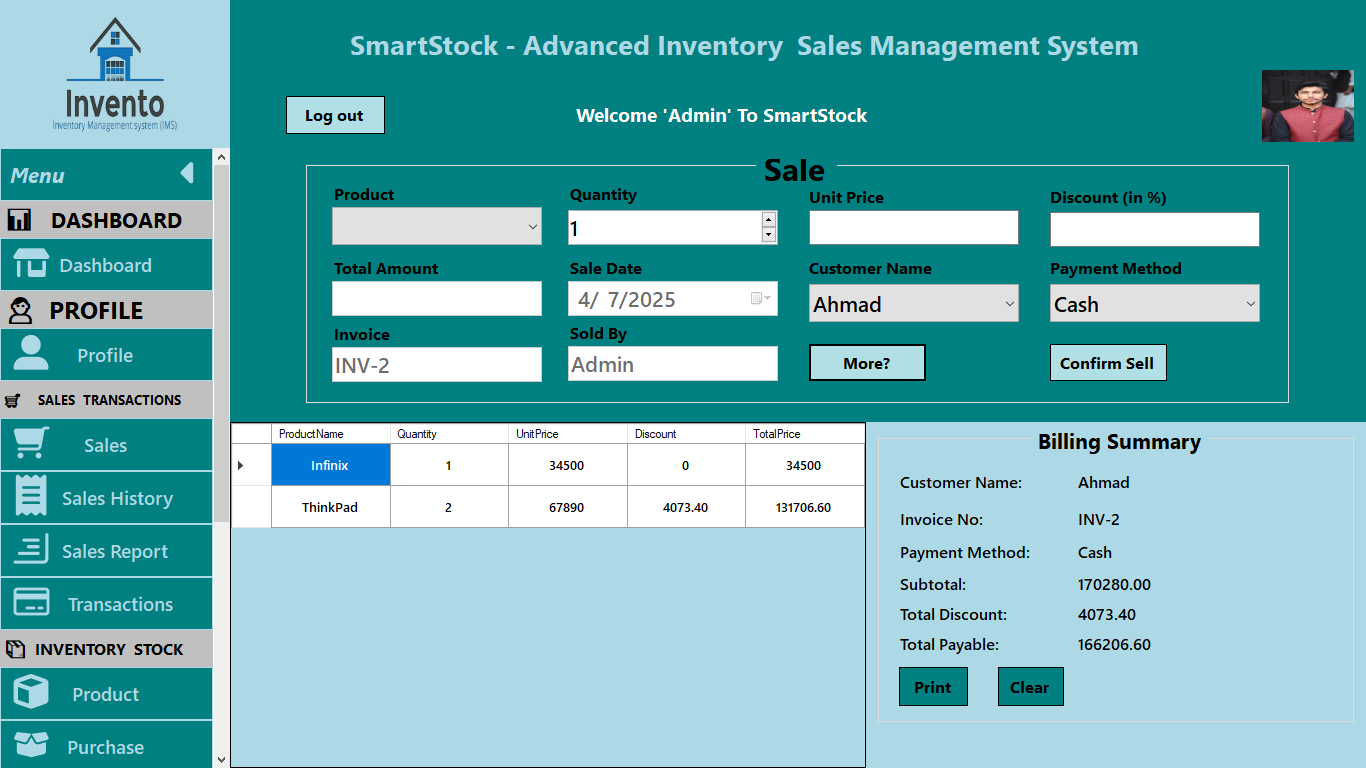 SmartStock - Advanced Inventory  Sales Management System
Invento
Inventory Management system (IMS)
Log out
Welcome 'Admin' To SmartStock
Menu
DASHBOARD
Dashboard
PROFILE
Profile
SALES TRANSACTIONS
Sales
Sales History
Sales Report
Transactions
INVENTORY STOCK
Product
Purchase
Sale
Product
Quantity
Unit Price
Discount (in %)
1
Total Amount
Sale Date
Customer Name
Payment Method
4/ 7/2025
Ahmad
Cash
Invoice
Sold By
INV-2
Admin
More?
Confirm Sell
ProductName Quantity UnitPrice Discount TotalPrice
Infinix 1 34500 0 34500
ThinkPad 2 67890 4073.40 131706.60
Billing Summary
Customer Name: Ahmad
Invoice No: INV-2
Payment Method: Cash
Subtotal: 170280.00
Total Discount: 4073.40
Total Payable: 166206.60
Print
Clear